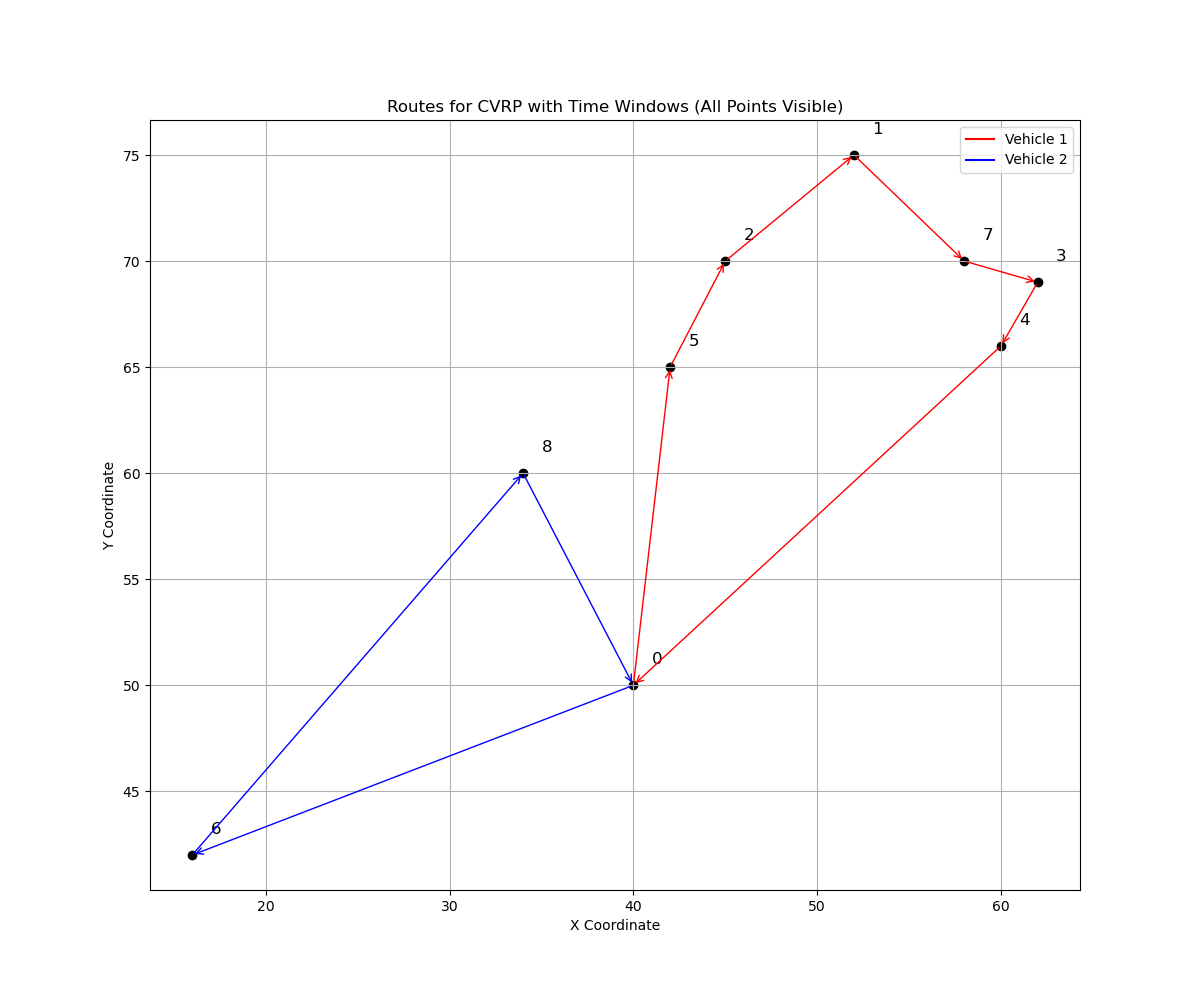 Routes for CVRP with Time Windows (All Points Visible)
Vehicle 1
Vehicle 2
1
2
7
3
4
5
8
0
6
75
70
65
60
55
50
45
Y Coordinate
20 30 40 50 60
X Coordinate